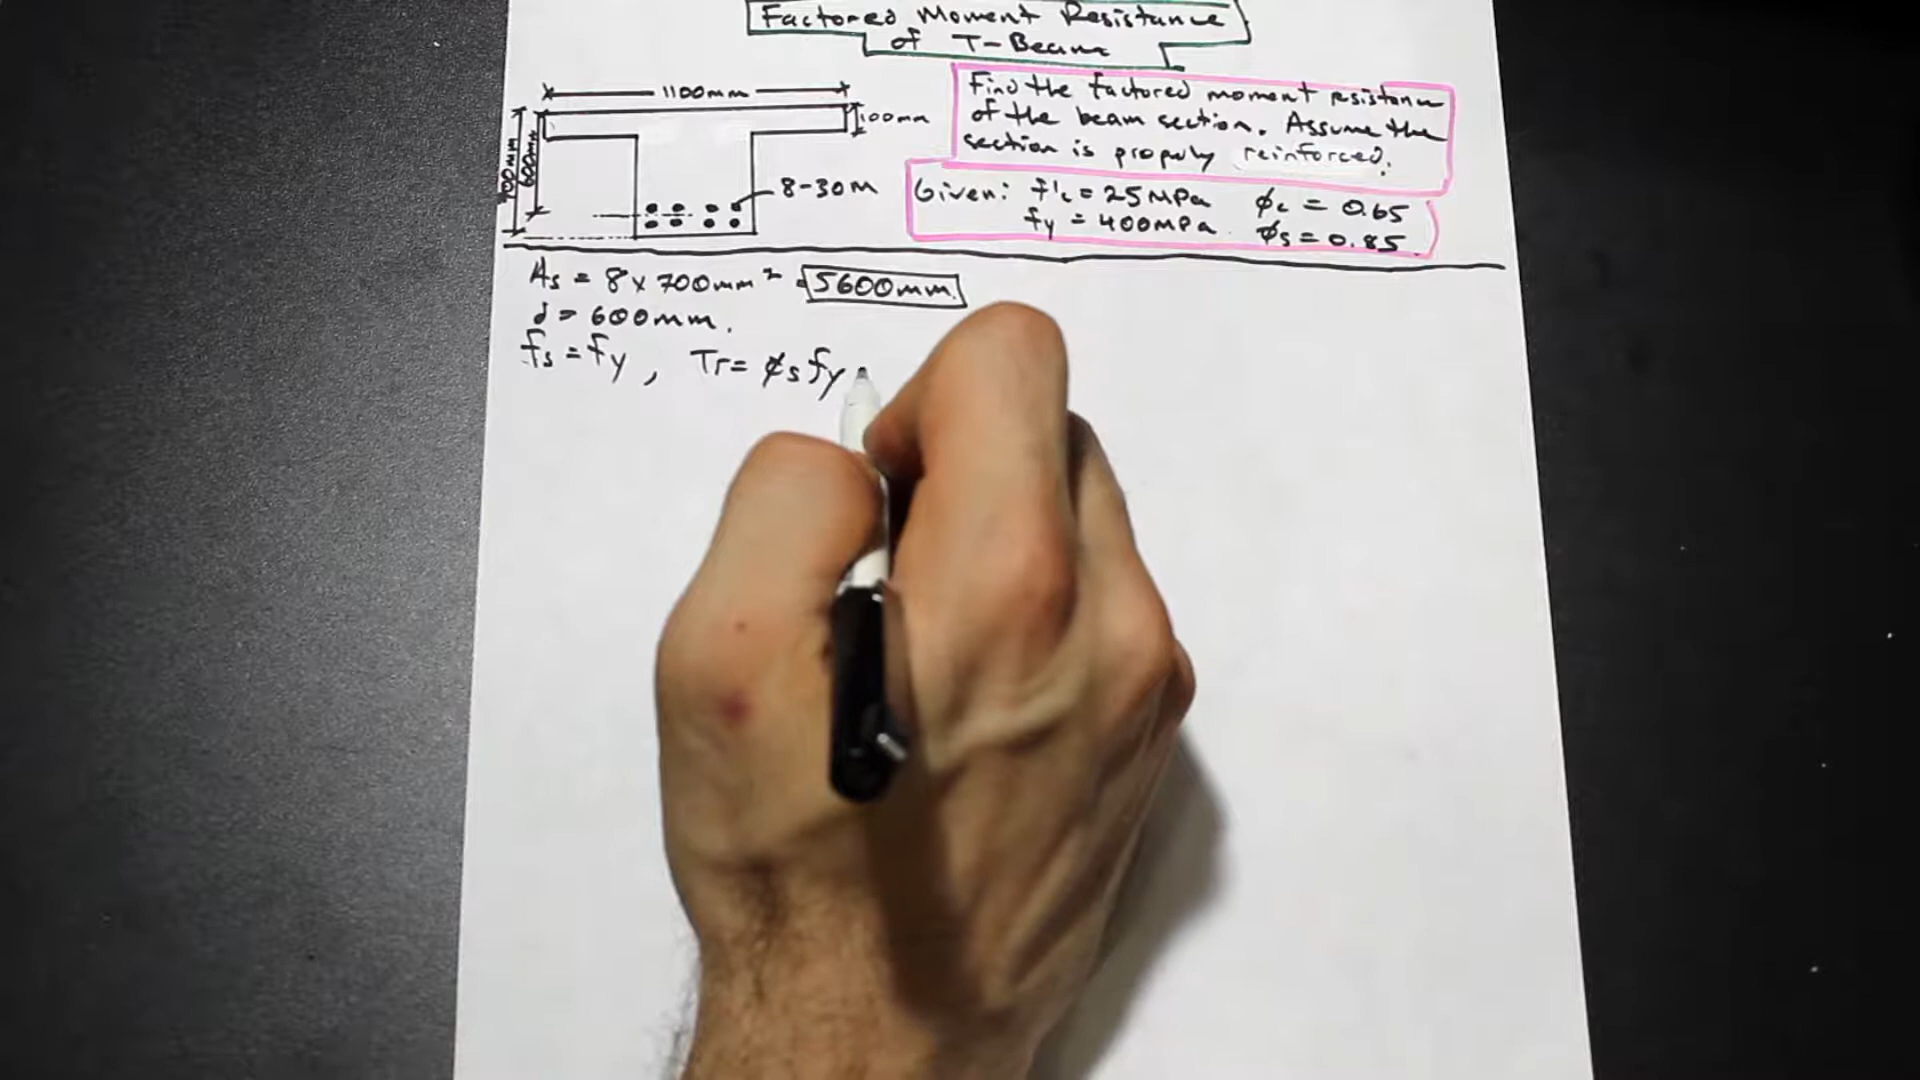 Factored Moment Resistance
of T-Beam
1100mm
100mm
700mm
600mm
8-30M
Find the factored moment resistance
of the beam section. Assume the
section is properly reinforced.
Given: f'c = 25MPa φc = 0.65
fy = 400MPa φs = 0.85
As = 8 x 700mm² = 5600mm.
d = 600mm.
fs = fy , Tr = φs fy